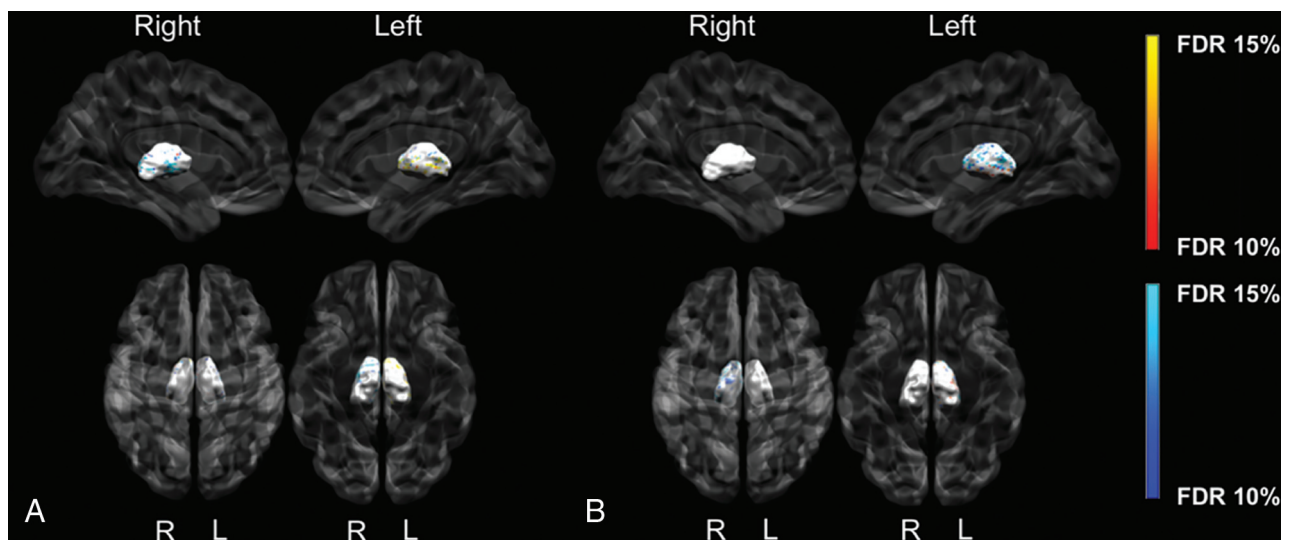 Right Left Right Left
FDR 15%
FDR 10%
FDR 15%
FDR 10%
A B
R L R L R L R L